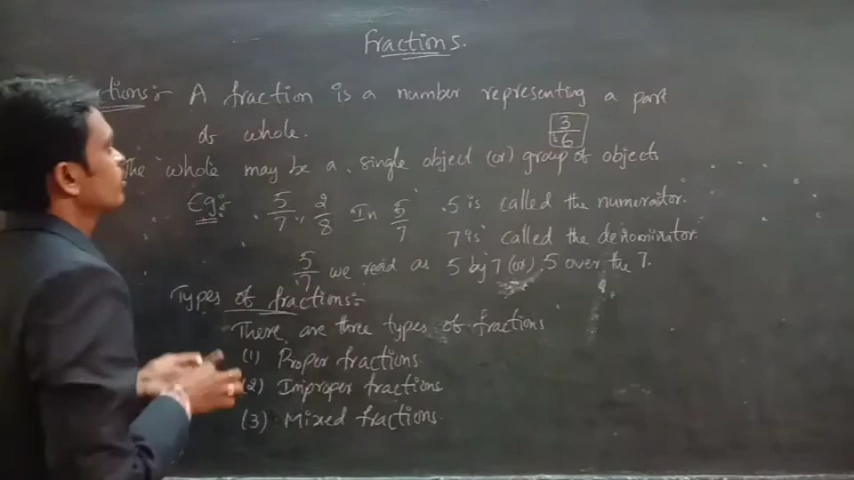 Fractions.
ctions:- A fraction is a number representing a part
of whole.
3/6
The whole may be a single object (or) group of objects
Eg:- 5/7, 2/8 In 5/7 5 is called the numerator.
7 is called the denominator.
5/7 we read as 5 by 7 (or) 5 over the 7.
Types of fractions:-
There are three types of fractions
(1) Proper fractions
(2) Improper fractions
(3) Mixed fractions